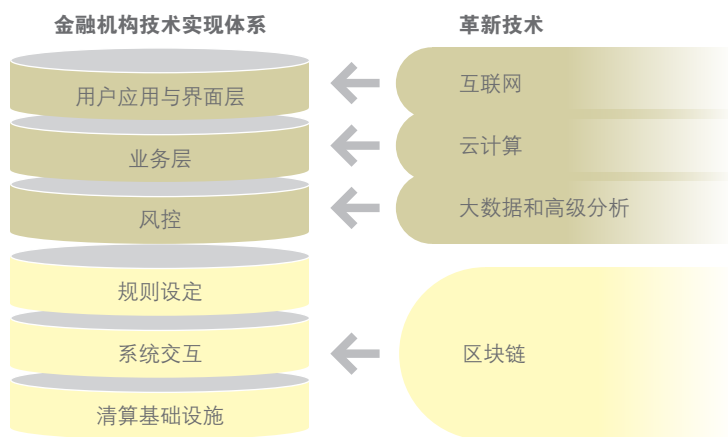 金融机构技术实现体系
革新技术
用户应用与界面层
互联网
业务层
云计算
风控
大数据和高级分析
规则设定
系统交互
区块链
清算基础设施